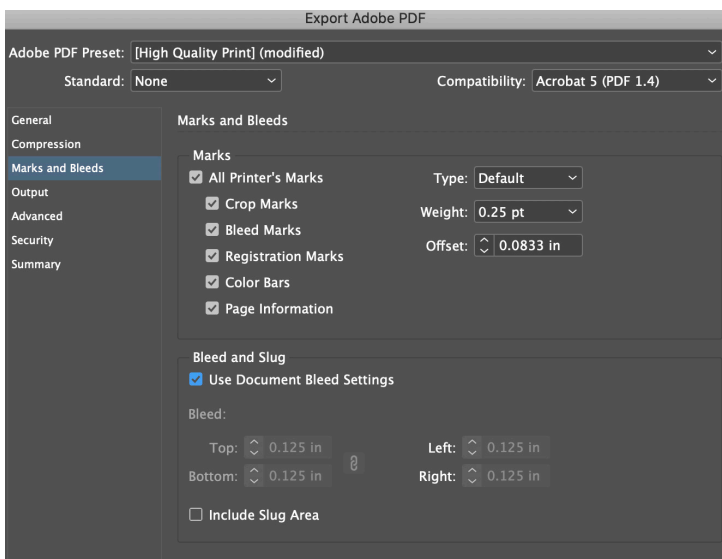 Export Adobe PDF
Adobe PDF Preset: [High Quality Print] (modified)
Standard: None Compatibility: Acrobat 5 (PDF 1.4)
General
Compression
Marks and Bleeds
Output
Advanced
Security
Summary
Marks and Bleeds
Marks
All Printer's Marks
Crop Marks
Bleed Marks
Registration Marks
Color Bars
Page Information
Type: Default
Weight: 0.25 pt
Offset: 0.0833 in
Bleed and Slug
Use Document Bleed Settings
Bleed:
Top: 0.125 in Left: 0.125 in
Bottom: 0.125 in Right: 0.125 in
Include Slug Area